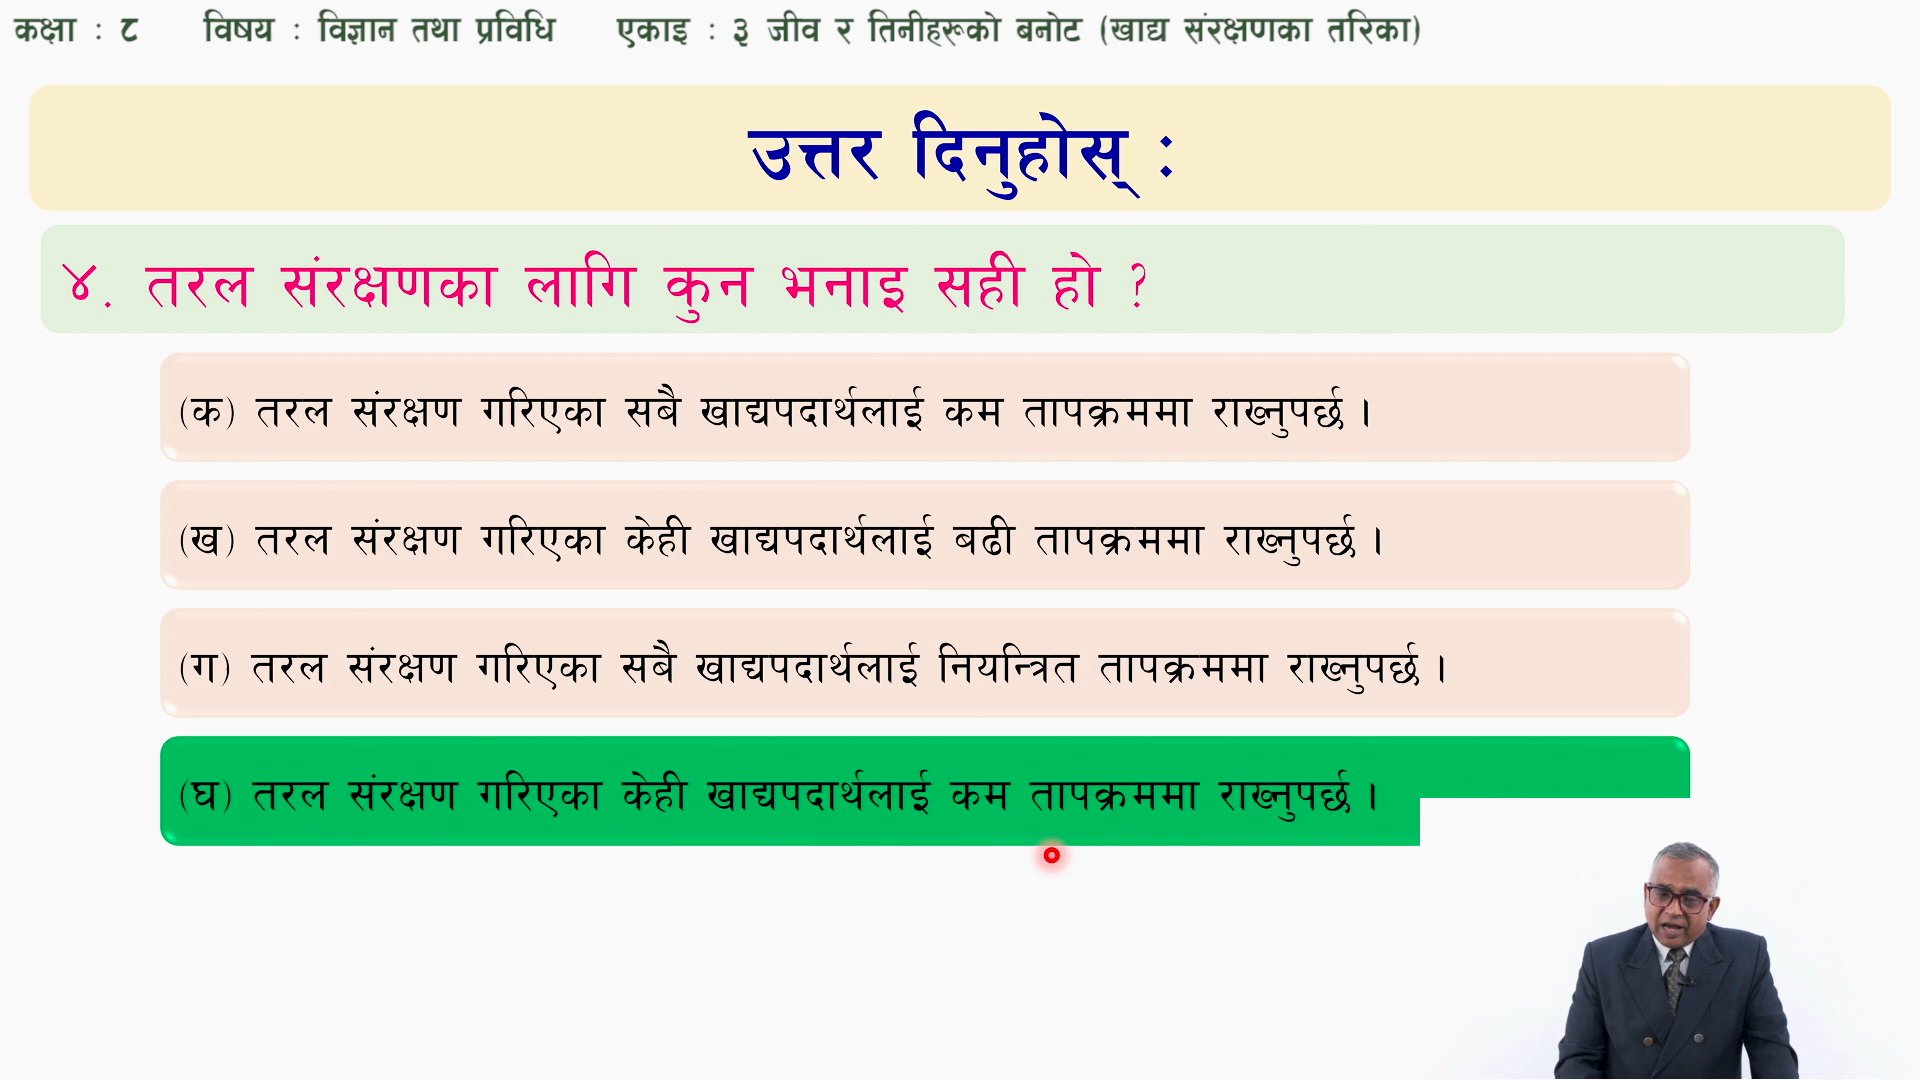 कक्षा : ८ विषय : विज्ञान तथा प्रविधि एकाइ : ३ जीव र तिनीहरूको बनोट (खाद्य संरक्षणका तरिका)
उत्तर दिनुहोस् :
४. तरल संरक्षणका लागि कुन भनाइ सही हो ?
(क) तरल संरक्षण गरिएका सबै खाद्यपदार्थलाई कम तापक्रममा राख्नुपर्छ ।
(ख) तरल संरक्षण गरिएका केही खाद्यपदार्थलाई बढी तापक्रममा राख्नुपर्छ ।
(ग) तरल संरक्षण गरिएका सबै खाद्यपदार्थलाई नियन्त्रित तापक्रममा राख्नुपर्छ ।
(घ) तरल संरक्षण गरिएका केही खाद्यपदार्थलाई कम तापक्रममा राख्नुपर्छ ।